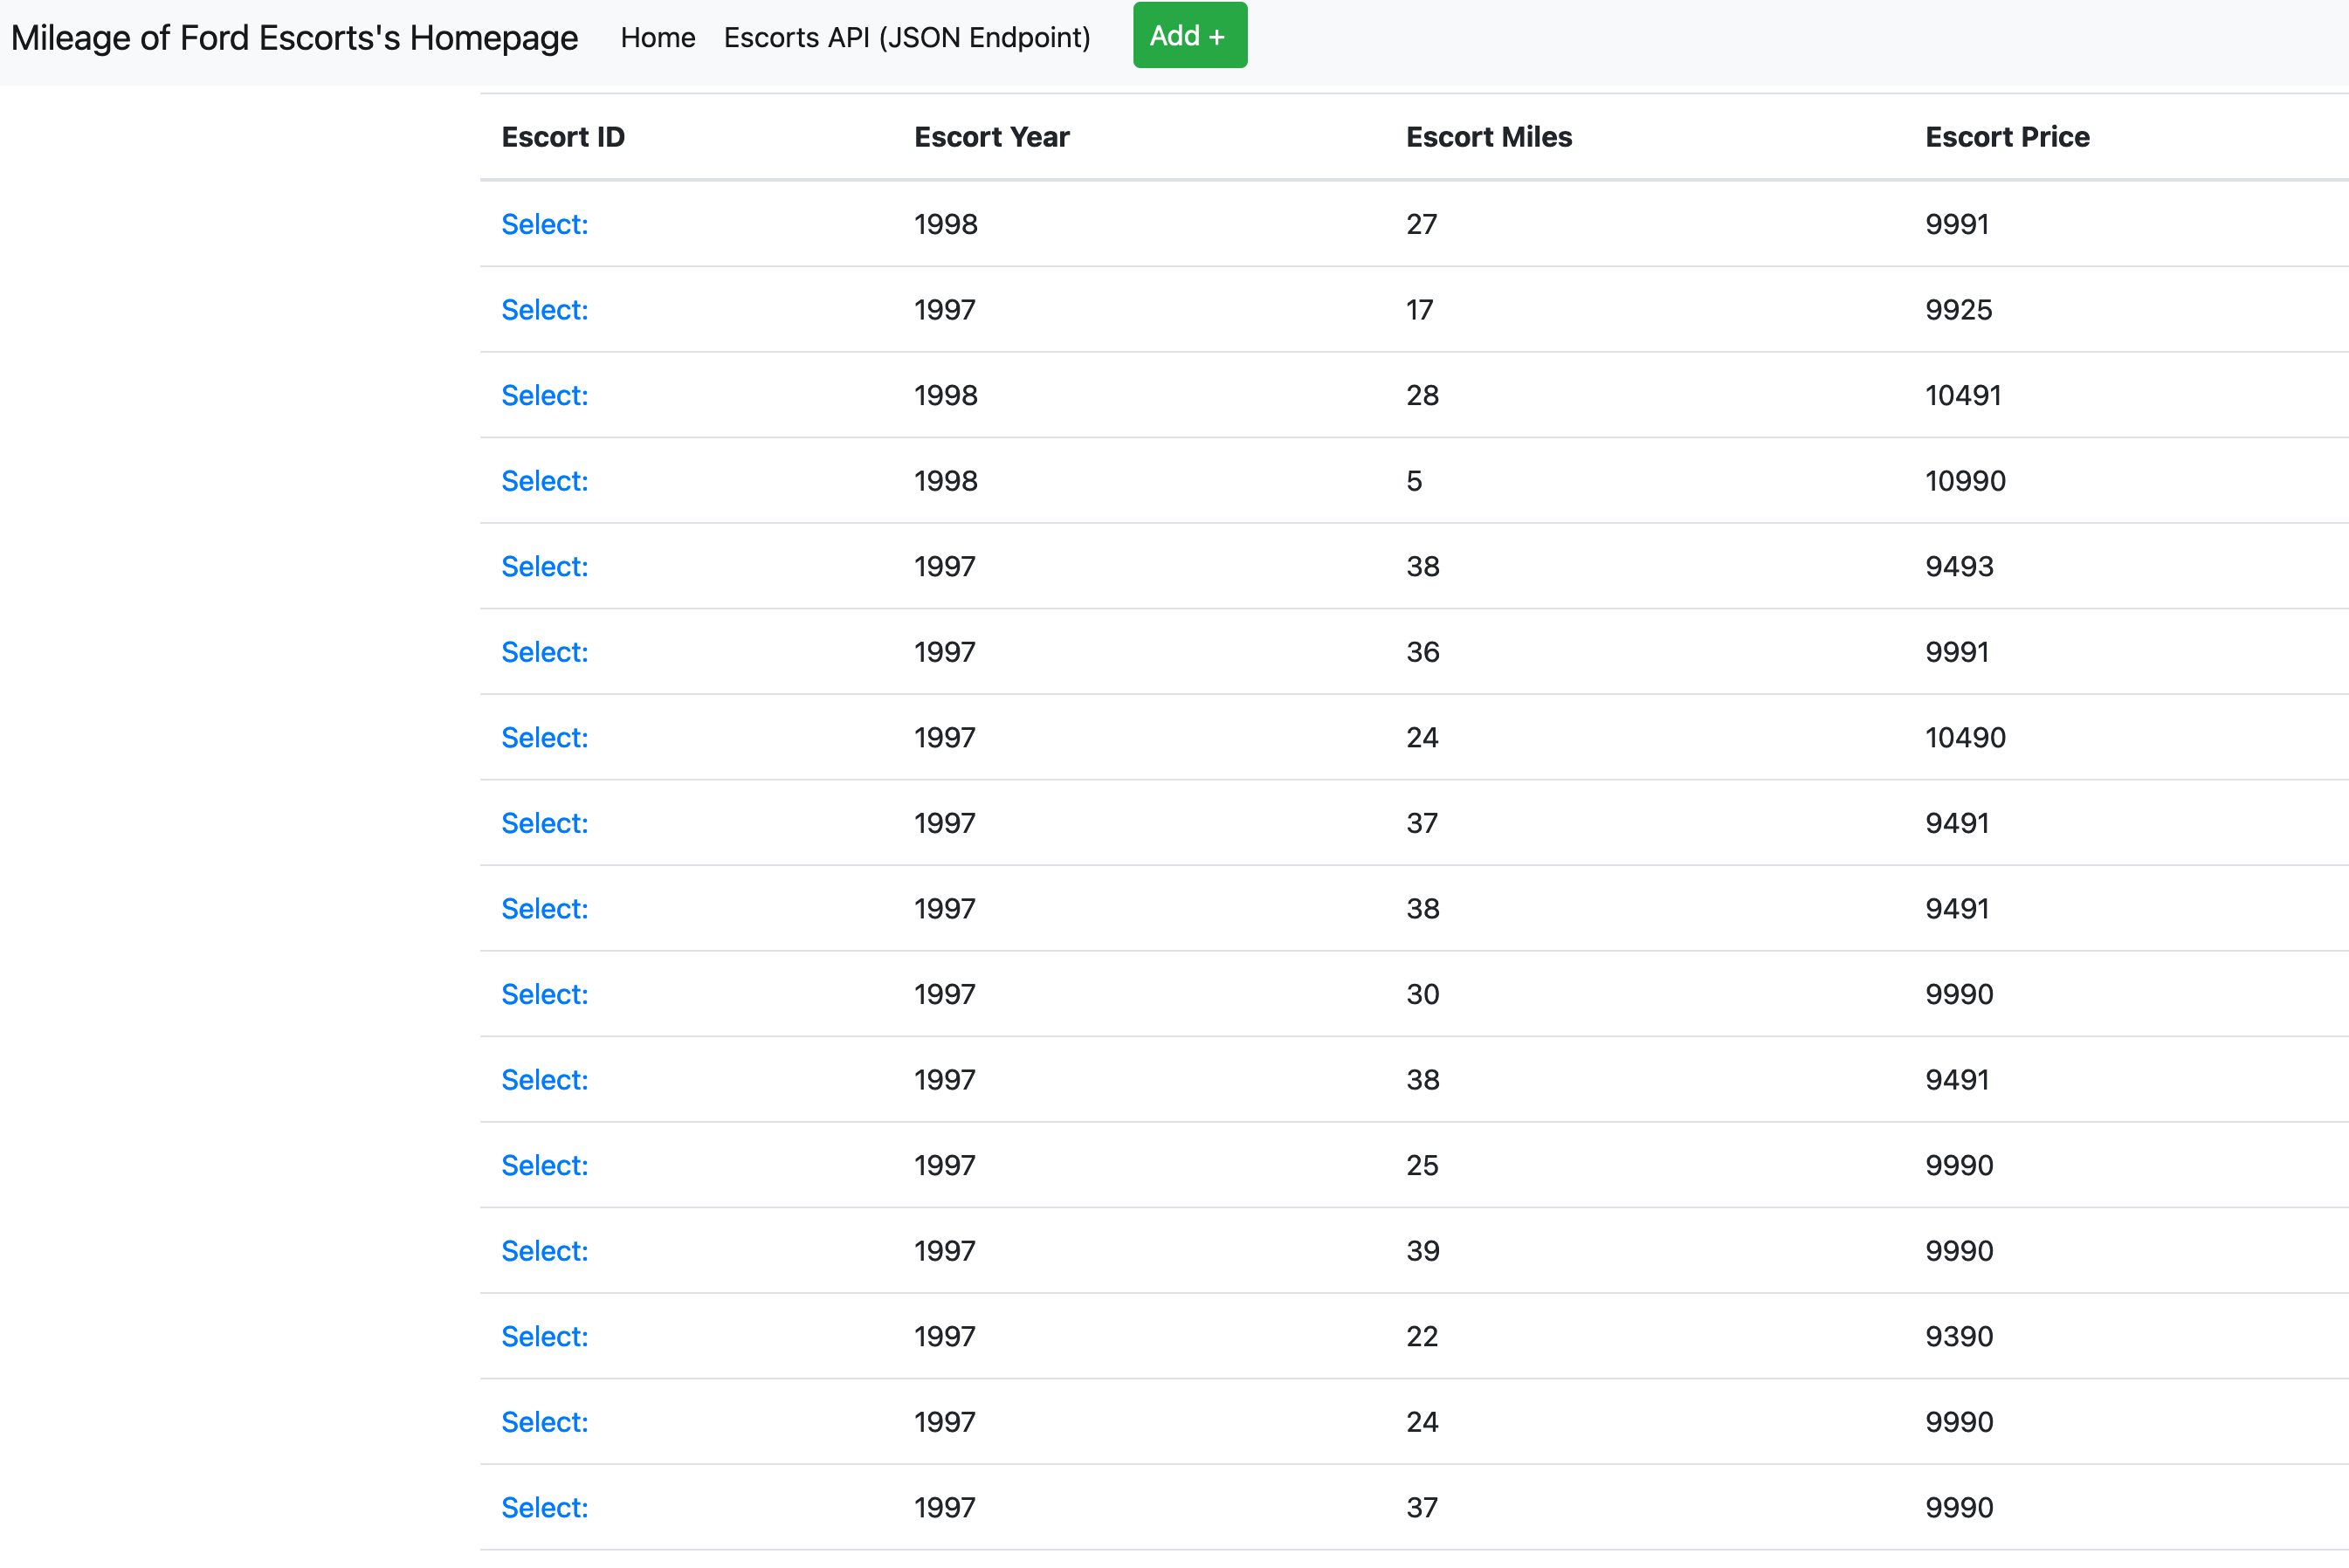 Mileage of Ford Escorts's Homepage Home Escorts API (JSON Endpoint) Add +
Escort ID Escort Year Escort Miles Escort Price
Select: 1998 27 9991
Select: 1997 17 9925
Select: 1998 28 10491
Select: 1998 5 10990
Select: 1997 38 9493
Select: 1997 36 9991
Select: 1997 24 10490
Select: 1997 37 9491
Select: 1997 38 9491
Select: 1997 30 9990
Select: 1997 38 9491
Select: 1997 25 9990
Select: 1997 39 9990
Select: 1997 22 9390
Select: 1997 24 9990
Select: 1997 37 9990